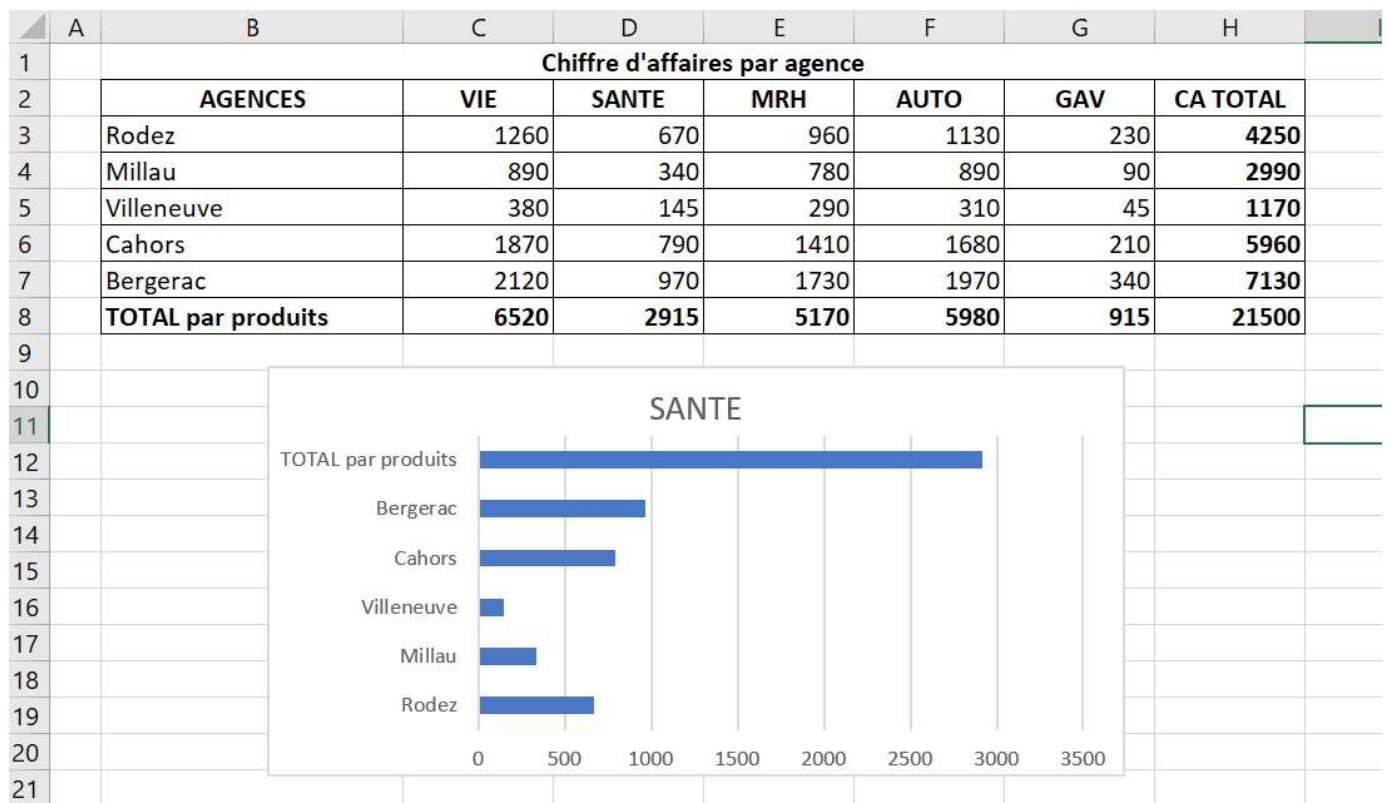 A B C D E F G H
1 Chiffre d'affaires par agence
2 AGENCES VIE SANTE MRH AUTO GAV CA TOTAL
3 Rodez 1260 670 960 1130 230 4250
4 Millau 890 340 780 890 90 2990
5 Villeneuve 380 145 290 310 45 1170
6 Cahors 1870 790 1410 1680 210 5960
7 Bergerac 2120 970 1730 1970 340 7130
8 TOTAL par produits 6520 2915 5170 5980 915 21500
9
10
11 SANTE
12 TOTAL par produits
13 Bergerac
14
15 Cahors
16 Villeneuve
17 Millau
18
19 Rodez
20 0 500 1000 1500 2000 2500 3000 3500
21